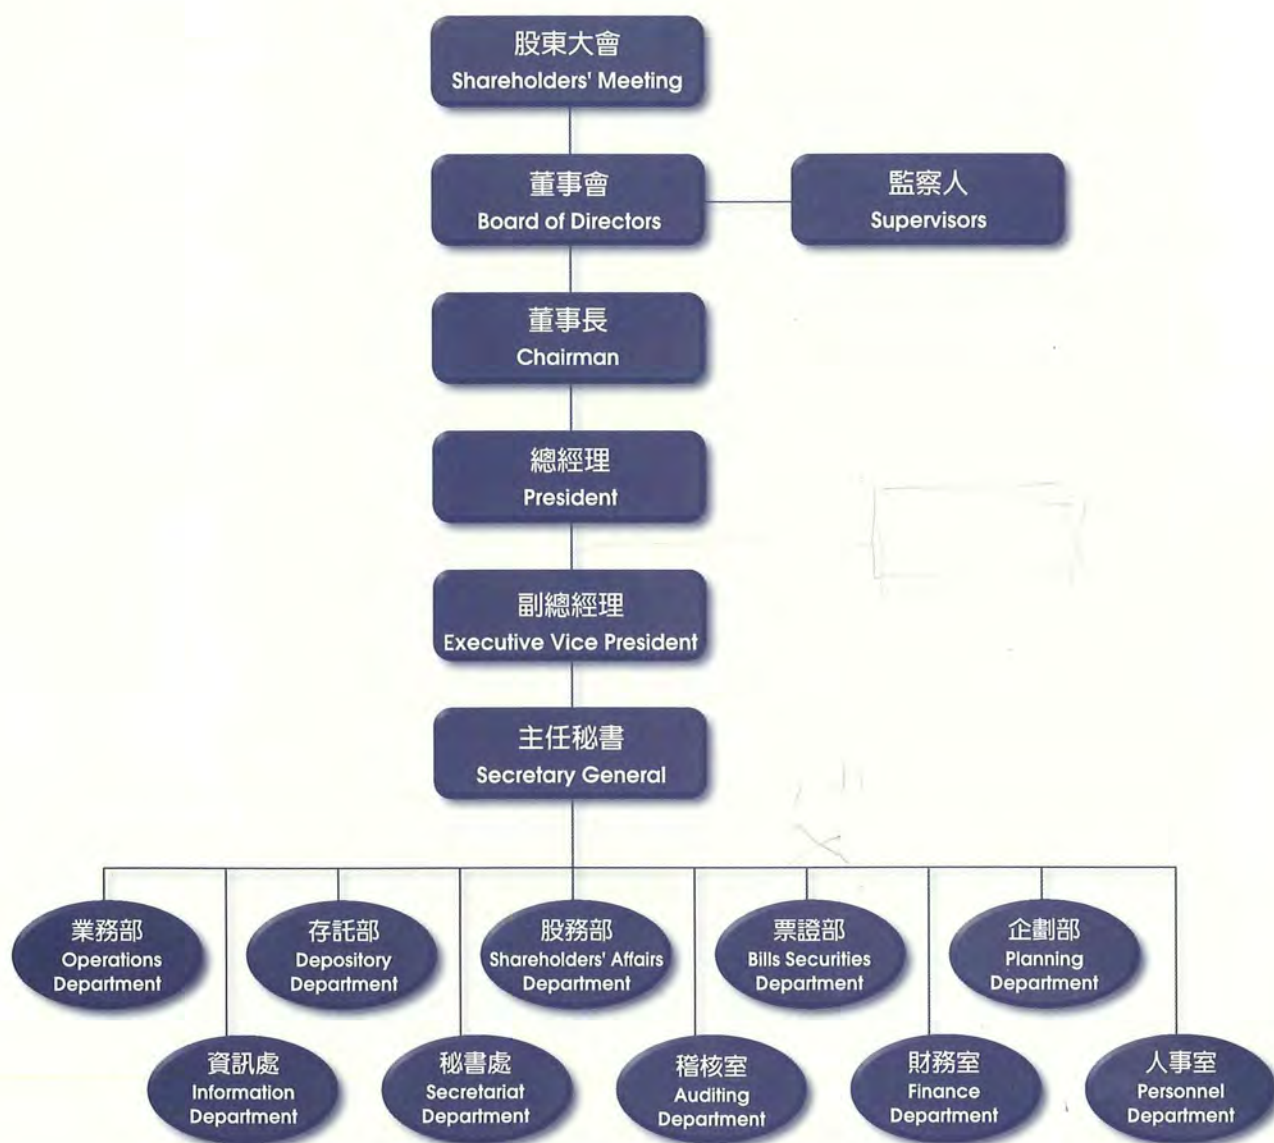 股東大會
Shareholders' Meeting
董事會
Board of Directors
監察人
Supervisors
董事長
Chairman
總經理
President
副總經理
Executive Vice President
主任秘書
Secretary General
業務部
Operations
Department
存託部
Depository
Department
股務部
Shareholders' Affairs
Department
票證部
Bills Securities
Department
企劃部
Planning
Department
資訊處
Information
Department
秘書處
Secretariat
Department
稽核室
Auditing
Department
財務室
Finance
Department
人事室
Personnel
Department